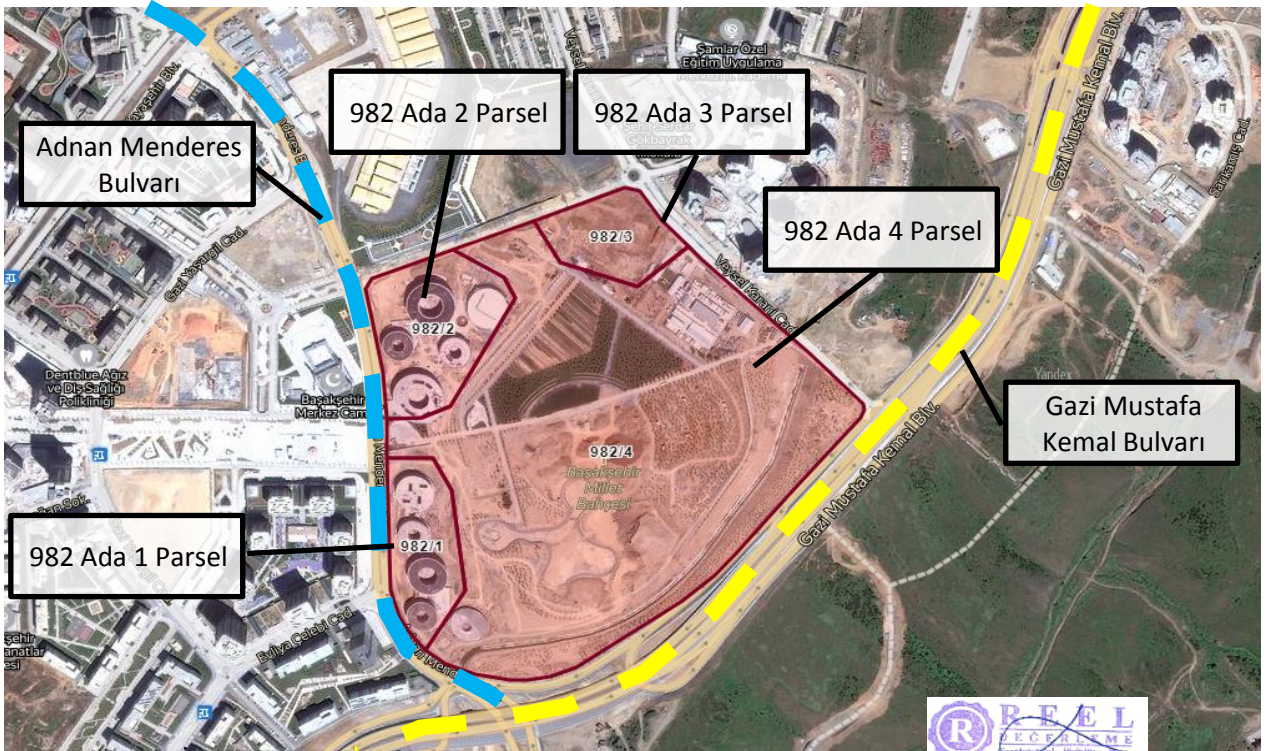 Gazi Mustafa Kemal Blv.
Şamlar Özel
Eğitim Uygulama
982 Ada 2 Parsel
982 Ada 3 Parsel
Gökbayrak
Adnan Menderes
Bulvarı
Sarıkamış Cad.
982/3
982 Ada 4 Parsel
Gazi Yaşargil Cad.
Veysel Karani Cad.
982/2
Dentblue Ağız
ve Diş Sağlığı
Polikliniği
Başakşehir
Merkez Cam
Yandex
Gazi Mustafa
Kemal Bulvarı
Gazi Mustafa Kemal Blv.
982/4
Başakşehir
Millet
Bahçesi
982 Ada 1 Parsel
982/1
Evliya Çelebi Cad.
REEL
DEĞERLEME